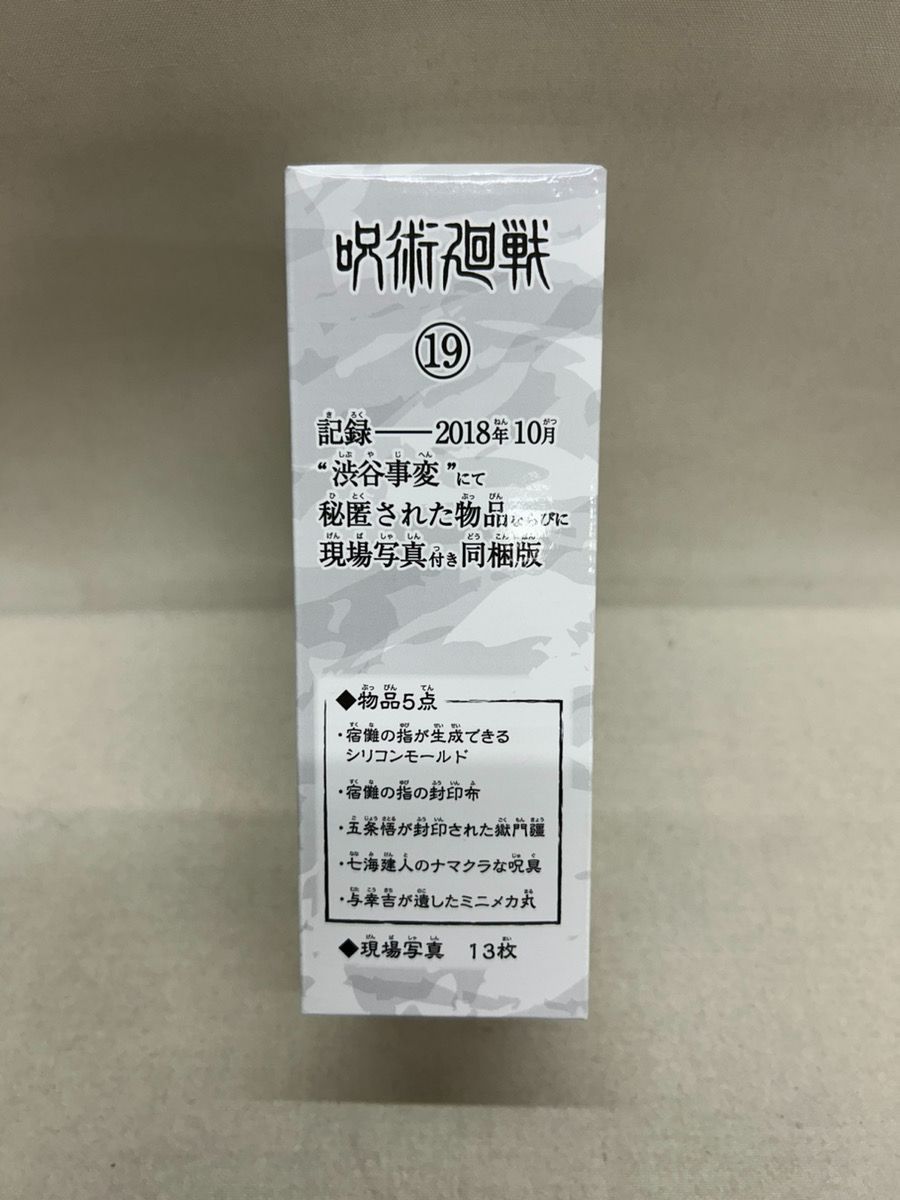 呪術廻戦
⑲
記録――2018年10月
“渋谷事変”にて
秘匿された物品ならびに
現場写真付き同梱版
◆物品5点
・宿儺の指が生成できる
シリコンモールド
・宿儺の指の封印布
・五条悟が封印された獄門疆
・七海建人のナマクラな呪具
・与幸吉が遺したミニメカ丸
◆現場写真 13枚